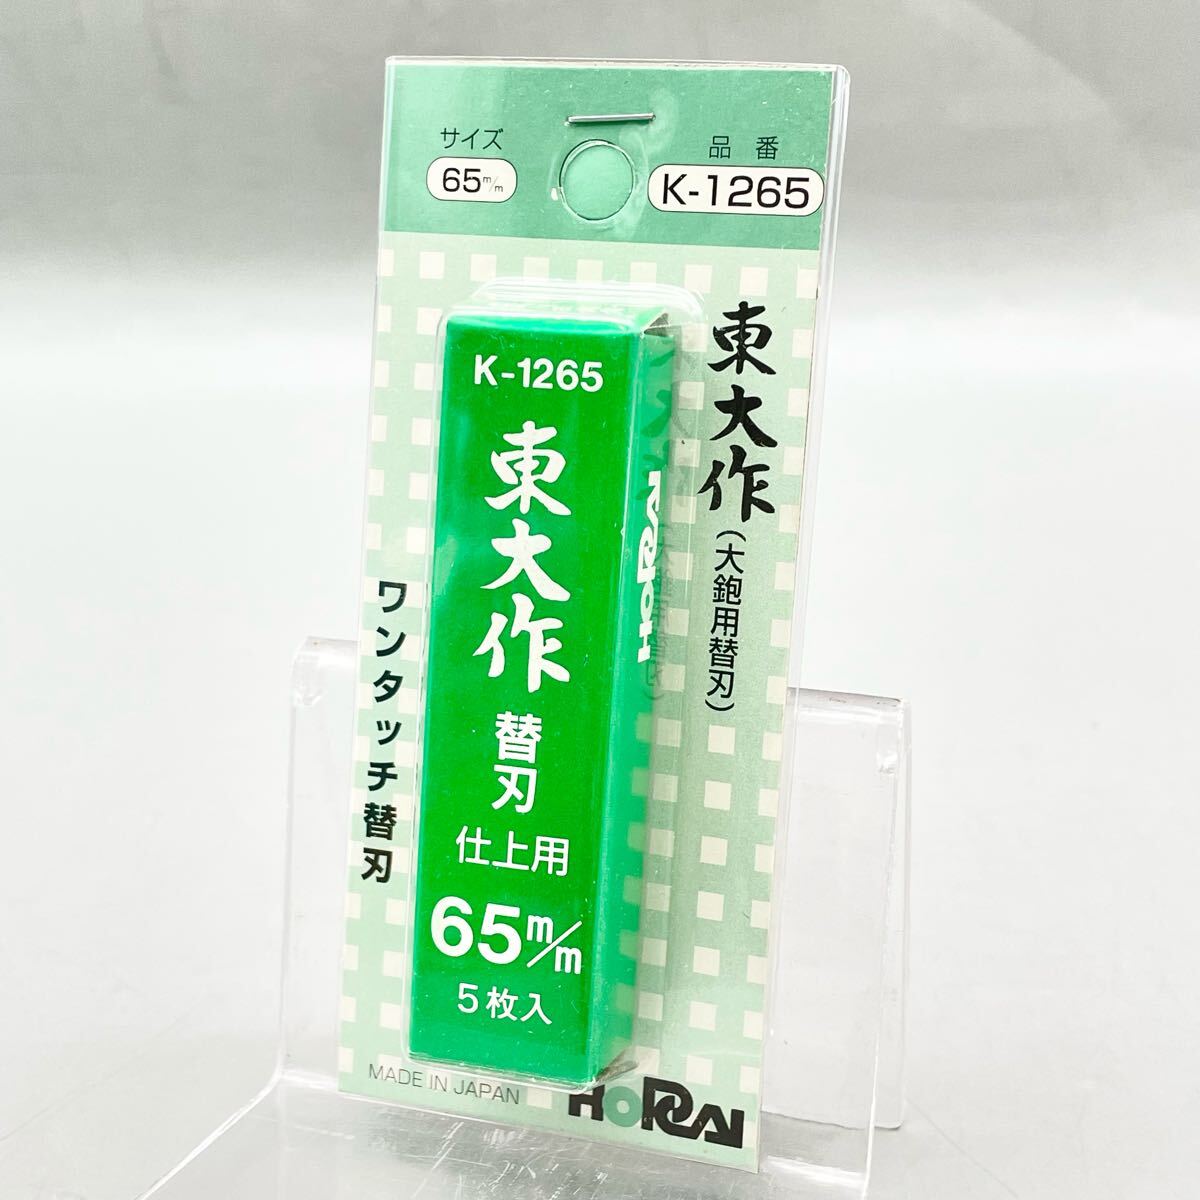 サイズ
65m/m
品番
K-1265
東大作
(大鉋用替刃)
ワンタッチ替刃
K-1265
東大作
替刃
仕上用
65m/m
5枚入
HORAI
MADE IN JAPAN
HORAI